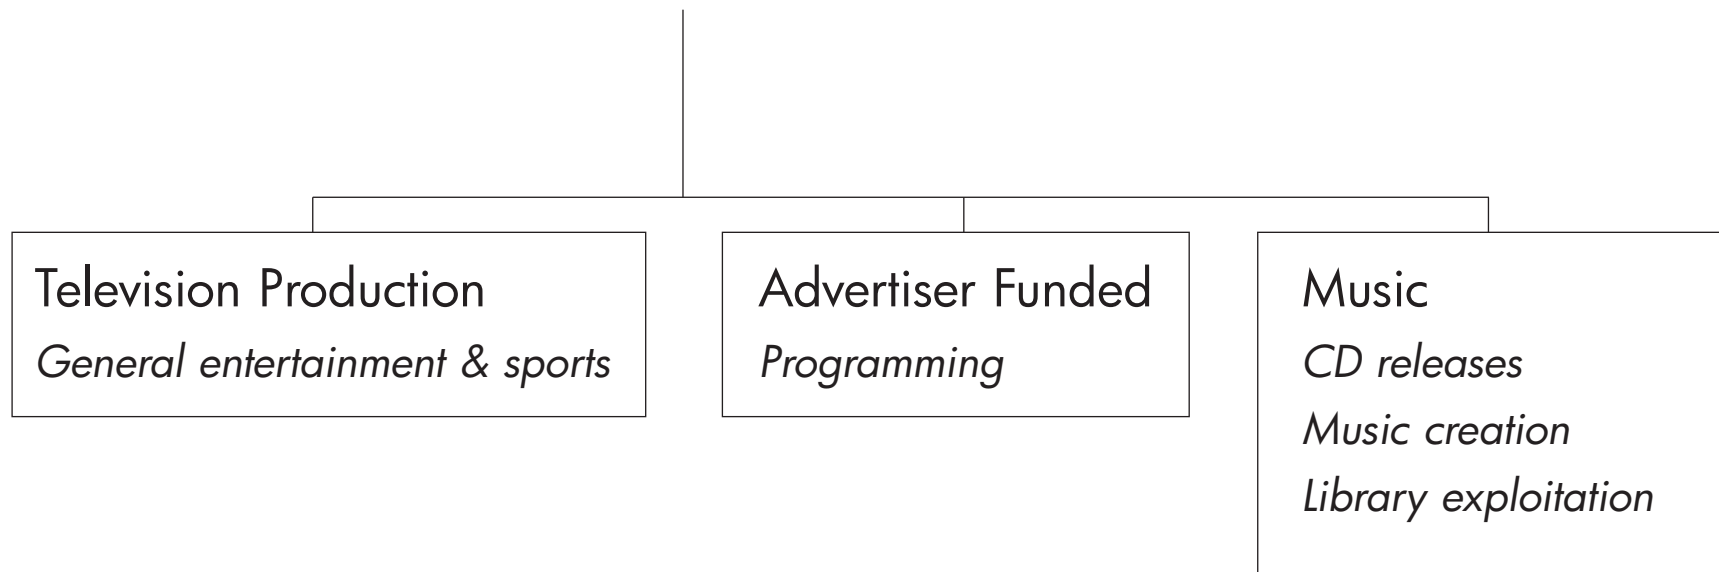 Television Production
General entertainment & sports
Advertiser Funded
Programming
Music
CD releases
Music creation
Library exploitation